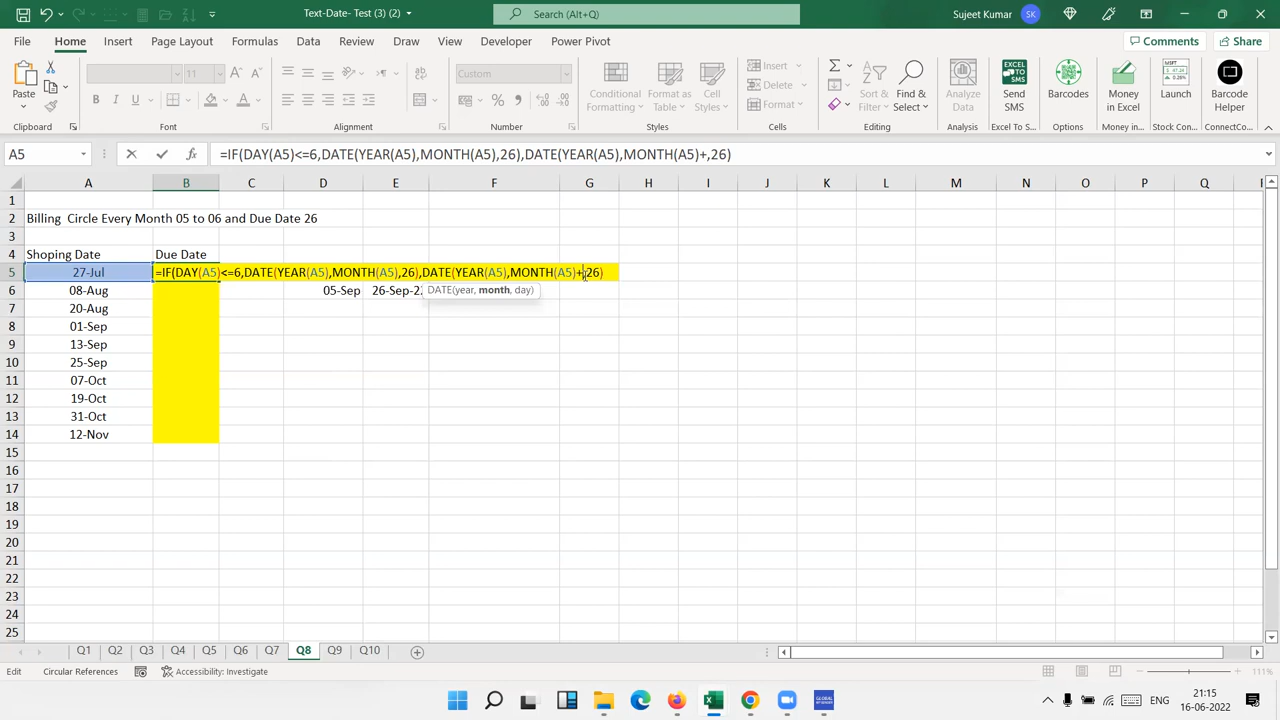 Text-Date- Test (3) (2)
Search (Alt+Q)
Sujeet Kumar
SK
File Home Insert Page Layout Formulas Data Review View Developer Power Pivot
Comments Share
Paste
11
B I U
Custom
Conditional Formatting
Format as Table
Cell Styles
Insert
Delete
Format
Sort & Filter
Find & Select
Analyze Data
Send SMS
Barcodes
Money in Excel
Launch
Barcode Helper
Clipboard Font Alignment Number Styles Cells Editing Analysis Excel To S... Options Money in... Stock Con... ConnectCo...
A5 =IF(DAY(A5)<=6,DATE(YEAR(A5),MONTH(A5),26),DATE(YEAR(A5),MONTH(A5)+,26)
A B C D E F G H I J K L M N O P Q
1
2 Billing Circle Every Month 05 to 06 and Due Date 26
3
4 Shoping Date Due Date
5 27-Jul =IF(DAY(A5)<=6,DATE(YEAR(A5),MONTH(A5),26),DATE(YEAR(A5),MONTH(A5)+,26)
6 08-Aug 05-Sep 26-Sep-22 DATE(year, month, day)
7 20-Aug
8 01-Sep
9 13-Sep
10 25-Sep
11 07-Oct
12 19-Oct
13 31-Oct
14 12-Nov
15
16
17
18
19
20
21
22
23
24
25
Q1 Q2 Q3 Q4 Q5 Q6 Q7 Q8 Q9 Q10
Edit Circular References Accessibility: Investigate 111%
ENG
21:15
16-06-2022